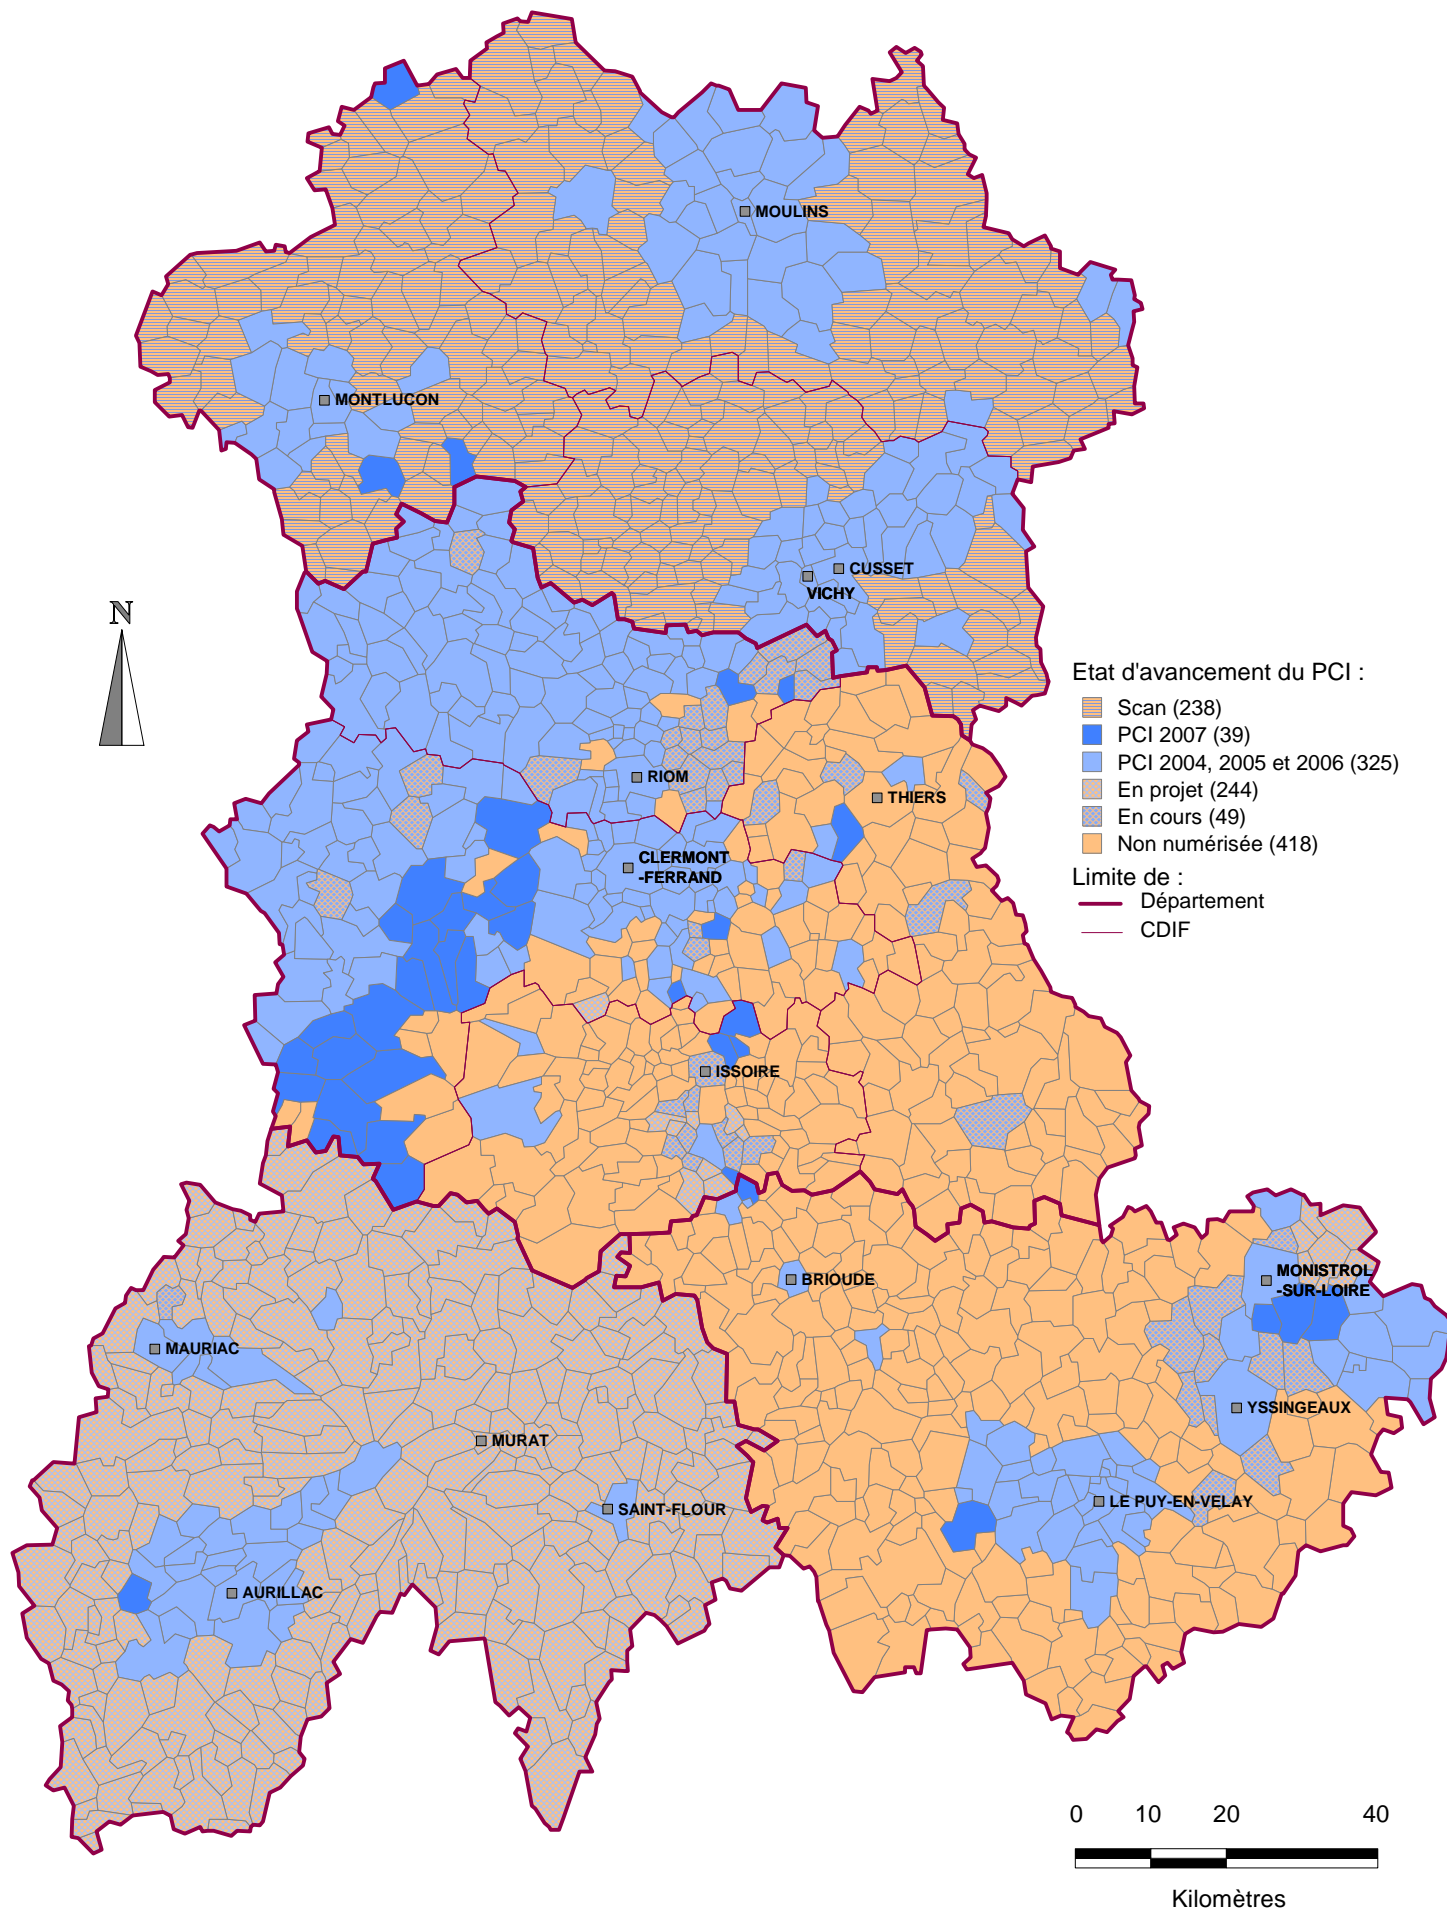 MOULINS
MONTLUCON
CUSSET
VICHY
N
Etat d'avancement du PCI :
Scan (238)
PCI 2007 (39)
PCI 2004, 2005 et 2006 (325)
En projet (244)
En cours (49)
Non numérisée (418)
Limite de :
Département
CDIF
RIOM
THIERS
CLERMONT
-FERRAND
ISSOIRE
BRIOUDE
MONISTROL
-SUR-LOIRE
MAURIAC
YSSINGEAUX
MURAT
LE PUY-EN-VELAY
SAINT-FLOUR
AURILLAC
0 10 20 40
Kilomètres